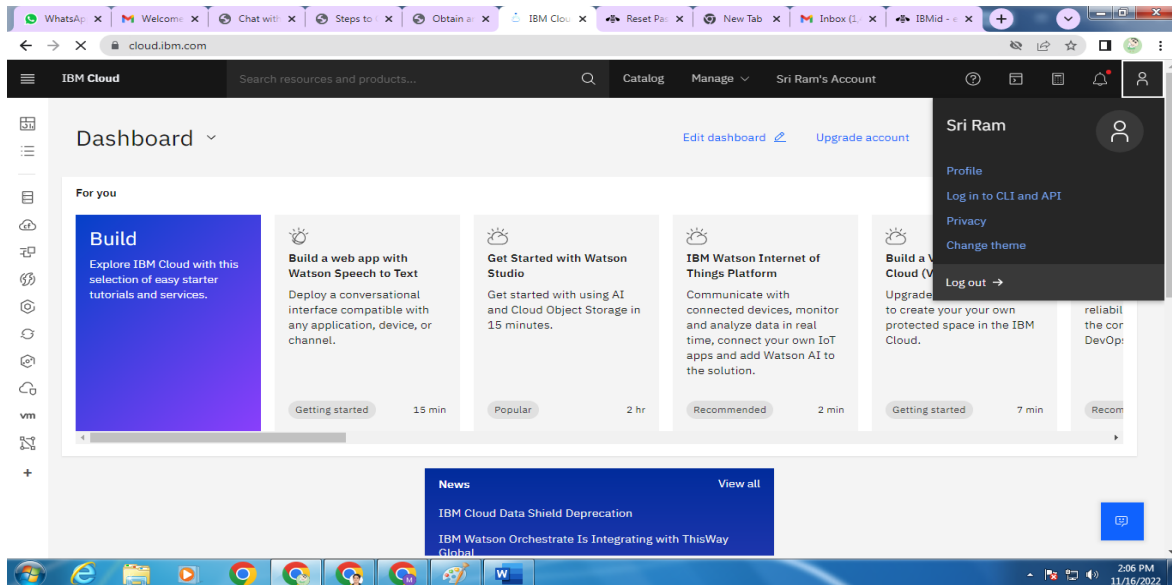 WhatsAp
Welcome
Chat with
Steps to
Obtain a
IBM Clou
Reset Pa
New Tab
Inbox (1,
IBMid - e
cloud.ibm.com
IBM Cloud
Search resources and products...
Catalog
Manage
Sri Ram's Account
Dashboard
Edit dashboard
Upgrade account
Sri Ram
Profile
Log in to CLI and API
Privacy
Change theme
Log out →
For you
Build
Explore IBM Cloud with this
selection of easy starter
tutorials and services.
Build a web app with
Watson Speech to Text
Deploy a conversational
interface compatible with
any application, device, or
channel.
Getting started
15 min
Get Started with Watson
Studio
Get started with using AI
and Cloud Object Storage in
15 minutes.
Popular
2 hr
IBM Watson Internet of
Things Platform
Communicate with
connected devices, monitor
and analyze data in real
time, connect your own IoT
apps and add Watson AI to
the solution.
Recommended
2 min
Build a V
Cloud (V
Upgrade
to create your your own
protected space in the IBM
Cloud.
Getting started
7 min
reliabil
the cor
DevOp
Recom
vm
News
View all
IBM Cloud Data Shield Deprecation
IBM Watson Orchestrate Is Integrating with ThisWay
Global
2:06 PM